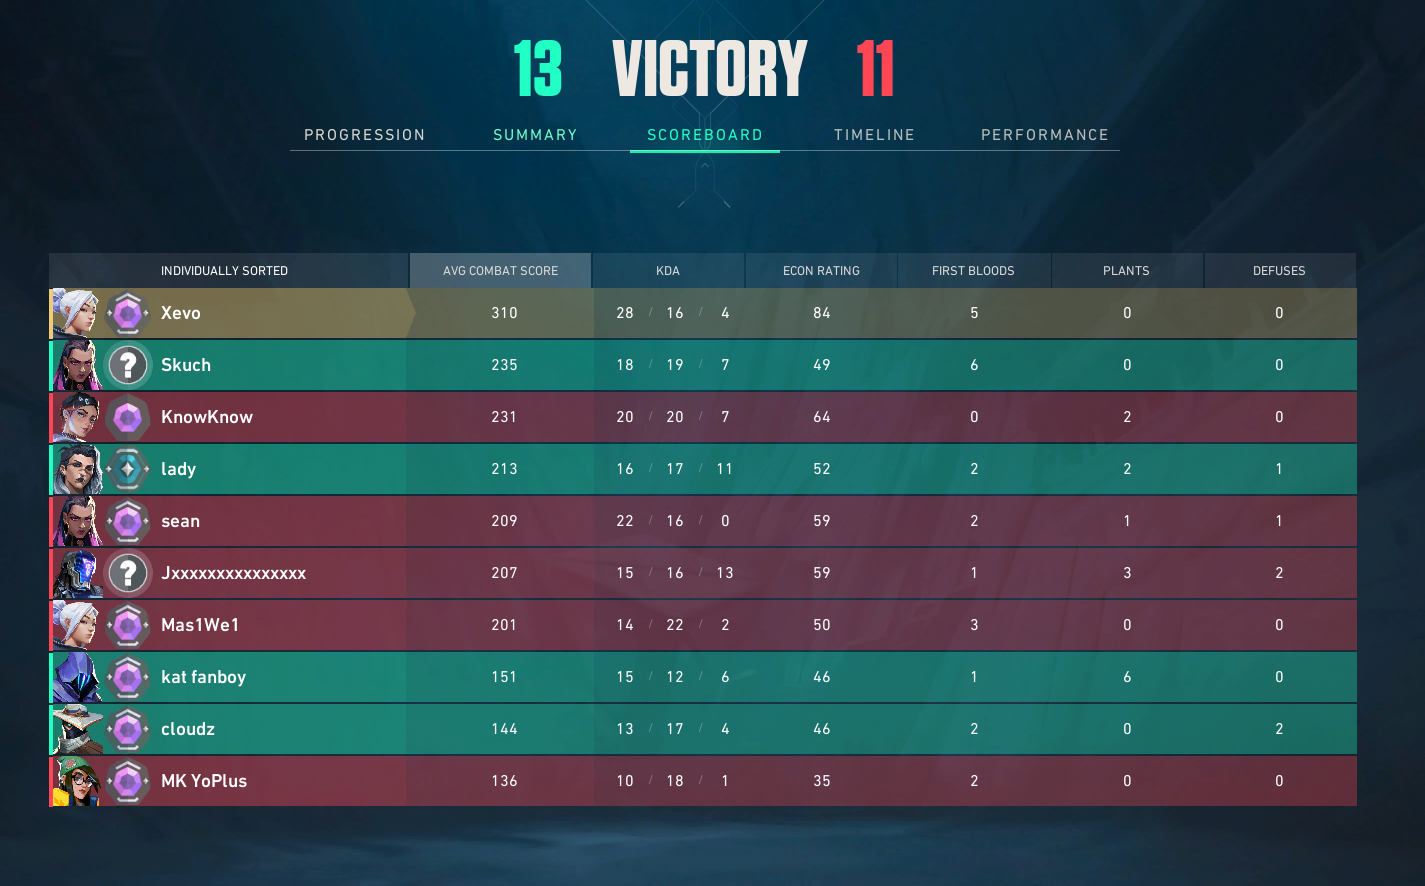 13 VICTORY 11
PROGRESSION SUMMARY SCOREBOARD TIMELINE PERFORMANCE
INDIVIDUALLY SORTED AVG COMBAT SCORE KDA ECON RATING FIRST BLOODS PLANTS DEFUSES
Xevo 310 28 / 16 / 4 84 5 0 0
? Skuch 235 18 / 19 / 7 49 6 0 0
KnowKnow 231 20 / 20 / 7 64 0 2 0
lady 213 16 / 17 / 11 52 2 2 1
sean 209 22 / 16 / 0 59 2 1 1
? Jxxxxxxxxxxxxxxx 207 15 / 16 / 13 59 1 3 2
Mas1We1 201 14 / 22 / 2 50 3 0 0
kat fanboy 151 15 / 12 / 6 46 1 6 0
cloudz 144 13 / 17 / 4 46 2 0 2
MK YoPlus 136 10 / 18 / 1 35 2 0 0